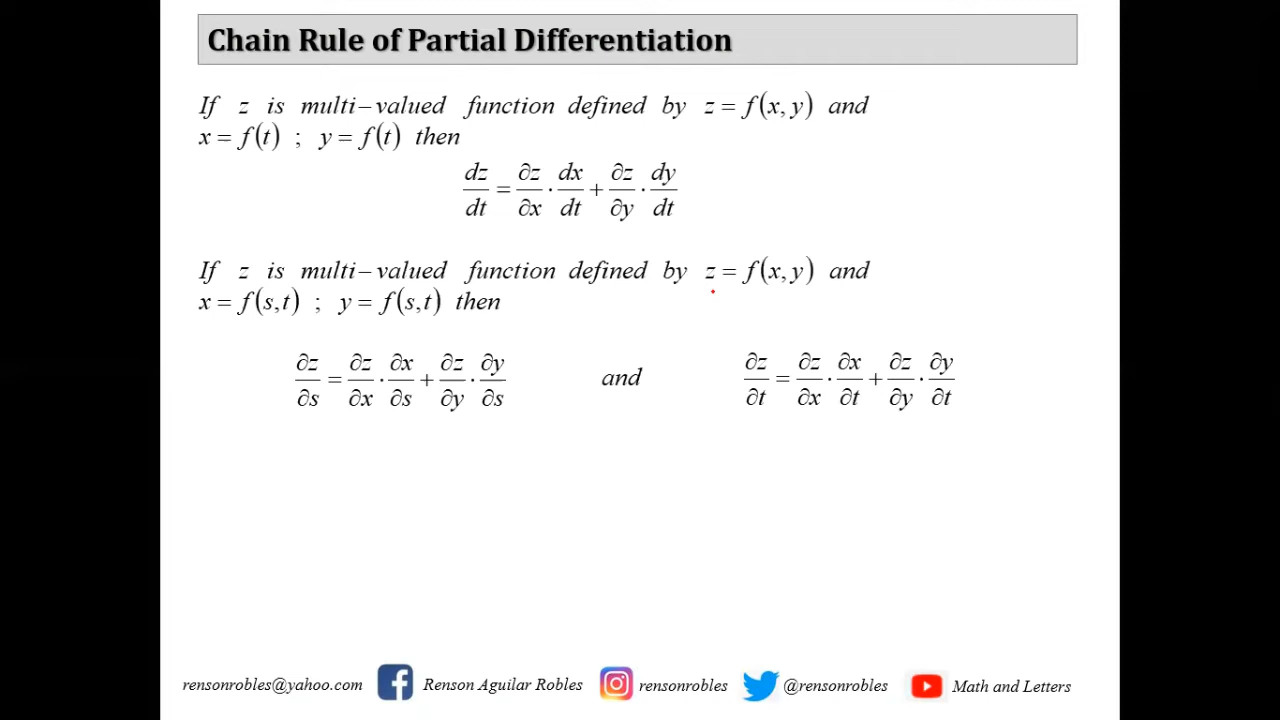 Chain Rule of Partial Differentiation
If z is multi−valued function defined by z = f(x, y) and
x = f(t) ; y = f(t) then
dz/dt = ∂z/∂x · dx/dt + ∂z/∂y · dy/dt
If z is multi−valued function defined by z = f(x, y) and
x = f(s,t) ; y = f(s,t) then
∂z/∂s = ∂z/∂x · ∂x/∂s + ∂z/∂y · ∂y/∂s and ∂z/∂t = ∂z/∂x · ∂x/∂t + ∂z/∂y · ∂y/∂t
rensonrobles@yahoo.com Renson Aguilar Robles rensonrobles @rensonrobles Math and Letters